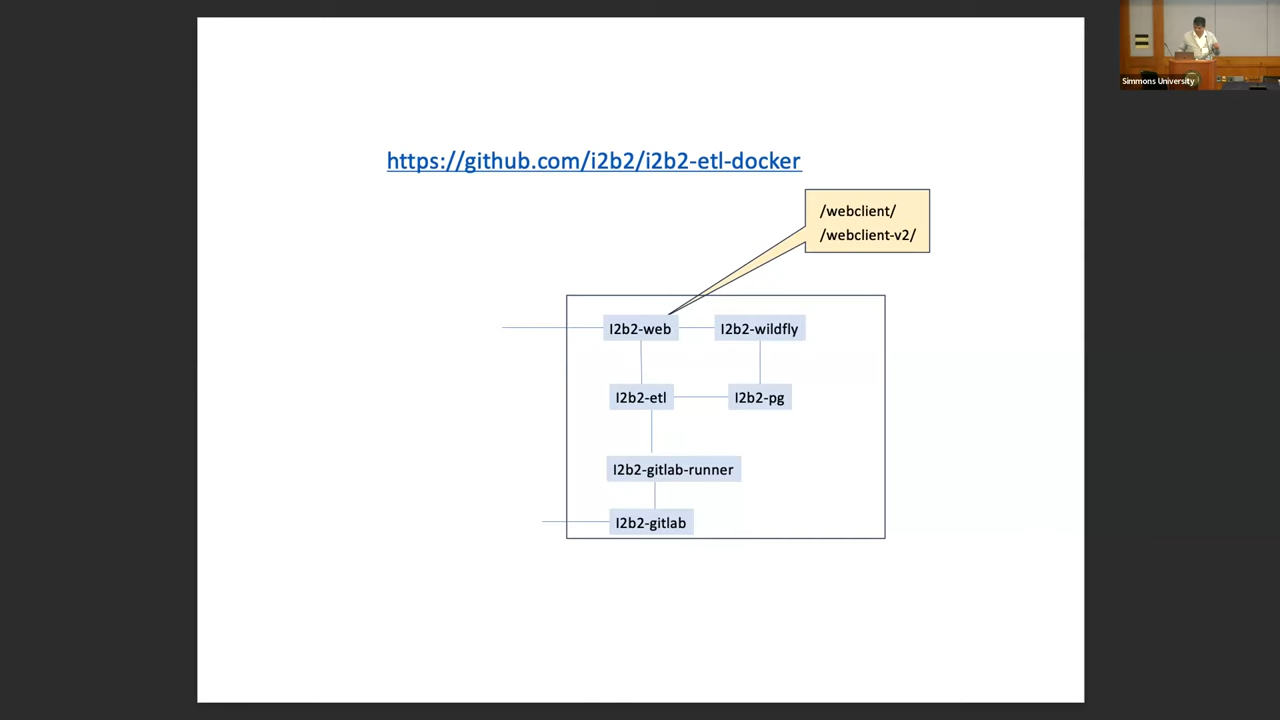 Simmons University
https://github.com/i2b2/i2b2-etl-docker
/webclient/
/webclient-v2/
I2b2-web
I2b2-wildfly
I2b2-etl
I2b2-pg
I2b2-gitlab-runner
I2b2-gitlab